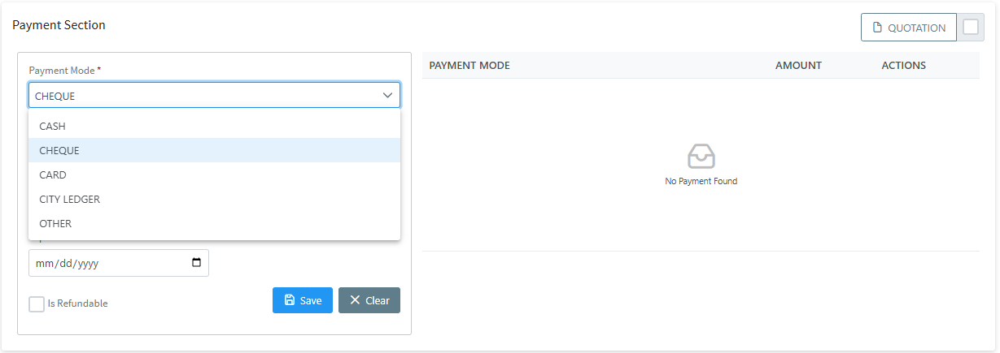 Payment Section
QUOTATION
Payment Mode *
CHEQUE
CASH
CHEQUE
CARD
CITY LEDGER
OTHER
mm/dd/yyyy
Is Refundable
Save
Clear
PAYMENT MODE AMOUNT ACTIONS
No Payment Found